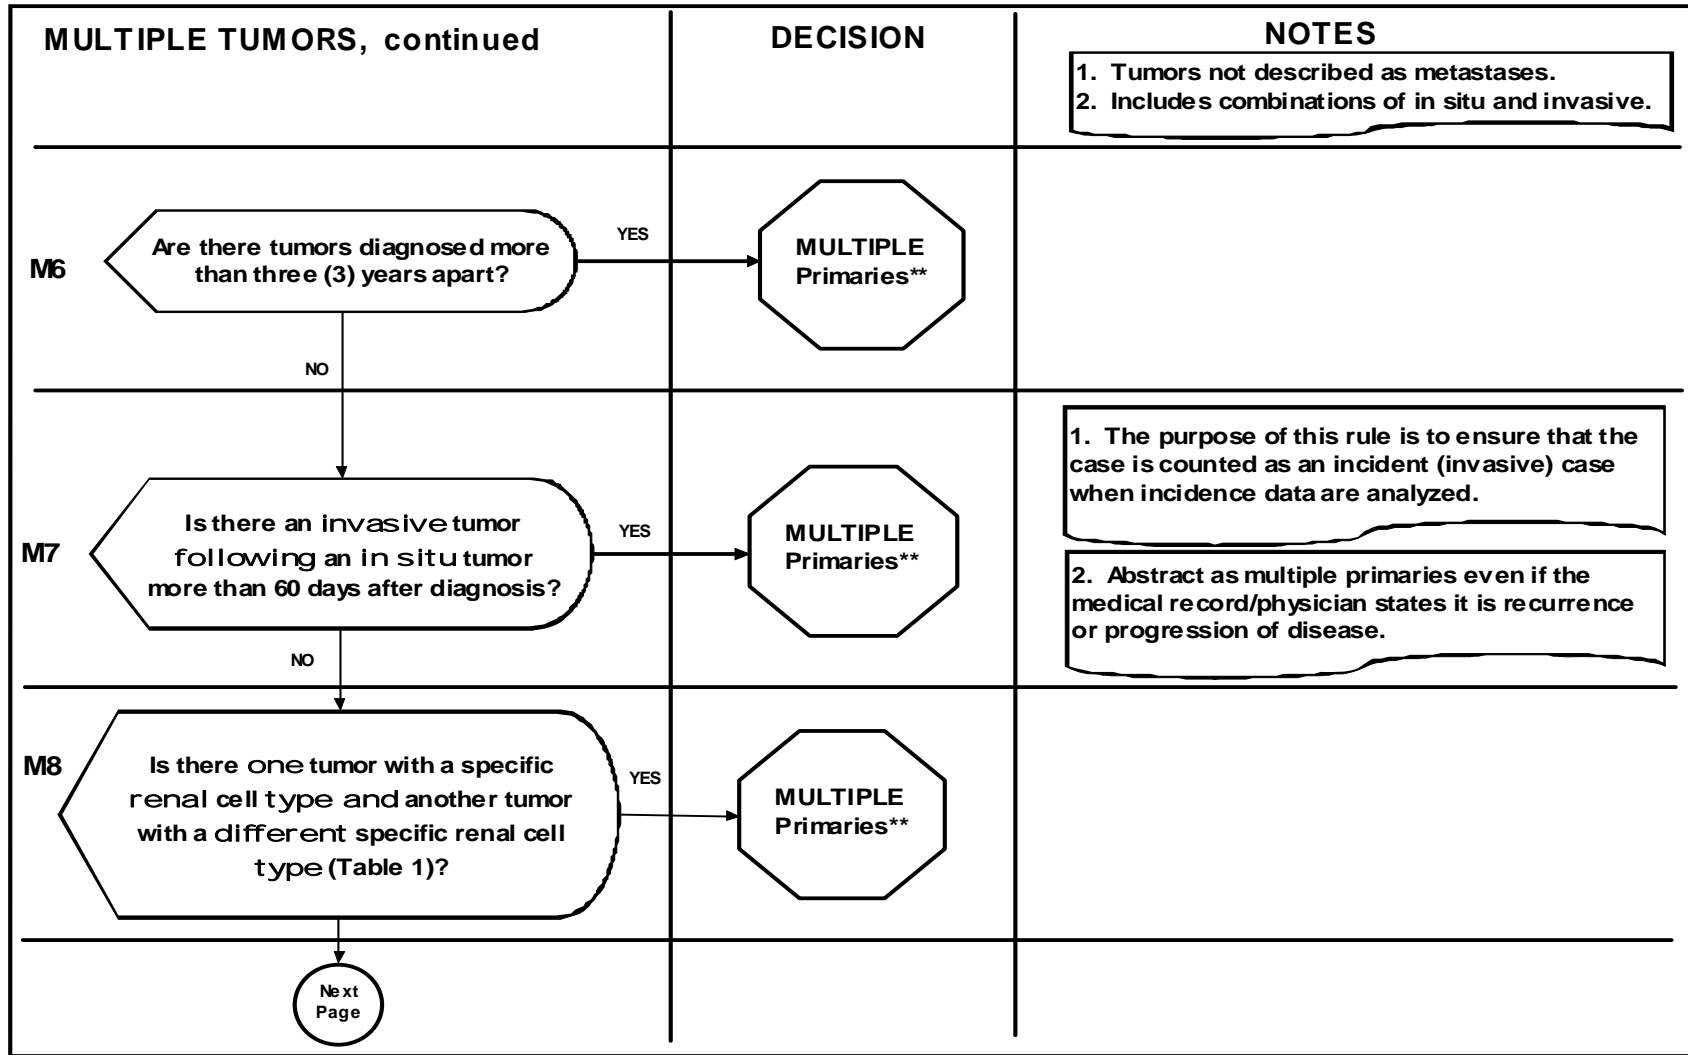 MULTIPLE TUMORS, continued
DECISION
NOTES
1. Tumors not described as metastases.
2. Includes combinations of in situ and invasive.
M6
Are there tumors diagnosed more
than three (3) years apart?
YES
MULTIPLE
Primaries**
NO
M7
Is there an invasive tumor
following an in situ tumor
more than 60 days after diagnosis?
YES
MULTIPLE
Primaries**
1. The purpose of this rule is to ensure that the
case is counted as an incident (invasive) case
when incidence data are analyzed.
2. Abstract as multiple primaries even if the
medical record/physician states it is recurrence
or progression of disease.
NO
M8
Is there one tumor with a specific
renal cell type and another tumor
with a different specific renal cell
type (Table 1)?
YES
MULTIPLE
Primaries**
Next
Page